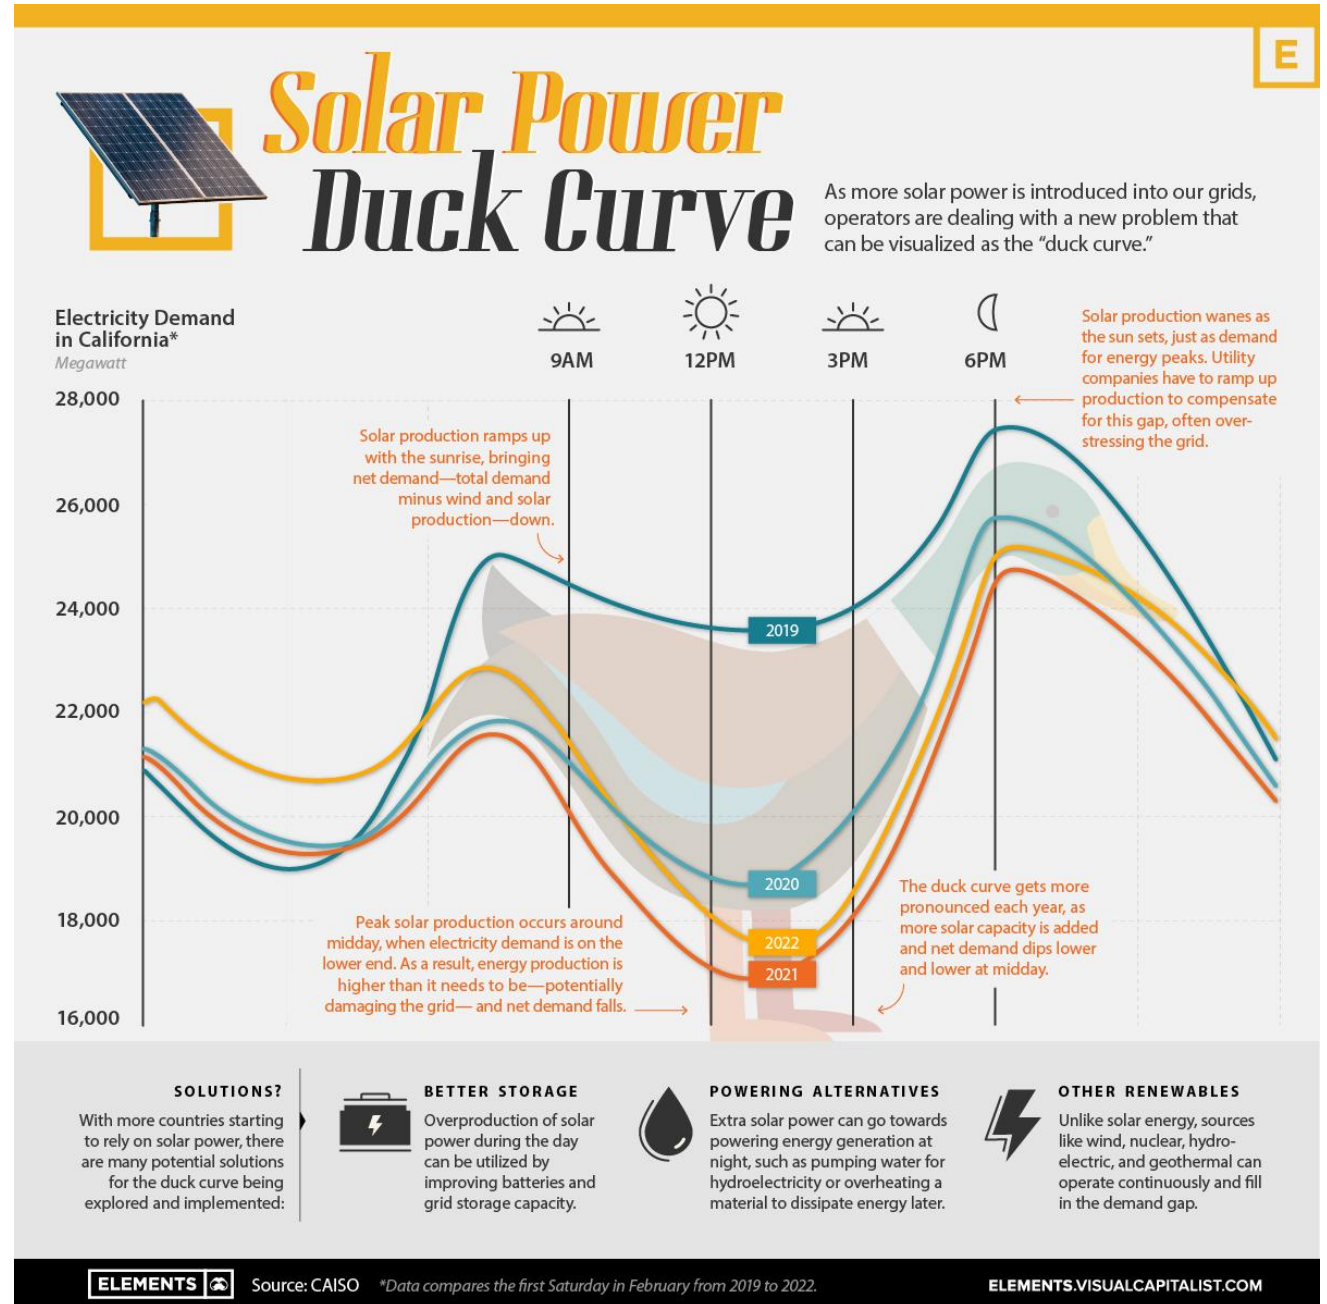 E
Solar Power
Duck Curve
As more solar power is introduced into our grids,
operators are dealing with a new problem that
can be visualized as the “duck curve.”
Electricity Demand
in California*
Megawatt
9AM
12PM
3PM
6PM
Solar production wanes as
the sun sets, just as demand
for energy peaks. Utility
companies have to ramp up
production to compensate
for this gap, often over-
stressing the grid.
28,000
26,000
24,000
22,000
20,000
18,000
16,000
Solar production ramps up
with the sunrise, bringing
net demand—total demand
minus wind and solar
production—down.
2019
2020
2022
2021
Peak solar production occurs around
midday, when electricity demand is on the
lower end. As a result, energy production is
higher than it needs to be—potentially
damaging the grid— and net demand falls.
The duck curve gets more
pronounced each year, as
more solar capacity is added
and net demand dips lower
and lower at midday.
SOLUTIONS?
With more countries starting
to rely on solar power, there
are many potential solutions
for the duck curve being
explored and implemented:
BETTER STORAGE
Overproduction of solar
power during the day
can be utilized by
improving batteries and
grid storage capacity.
POWERING ALTERNATIVES
Extra solar power can go towards
powering energy generation at
night, such as pumping water for
hydroelectricity or overheating a
material to dissipate energy later.
OTHER RENEWABLES
Unlike solar energy, sources
like wind, nuclear, hydro-
electric, and geothermal can
operate continuously and fill
in the demand gap.
ELEMENTS
Source: CAISO
*Data compares the first Saturday in February from 2019 to 2022.
ELEMENTS.VISUALCAPITALIST.COM